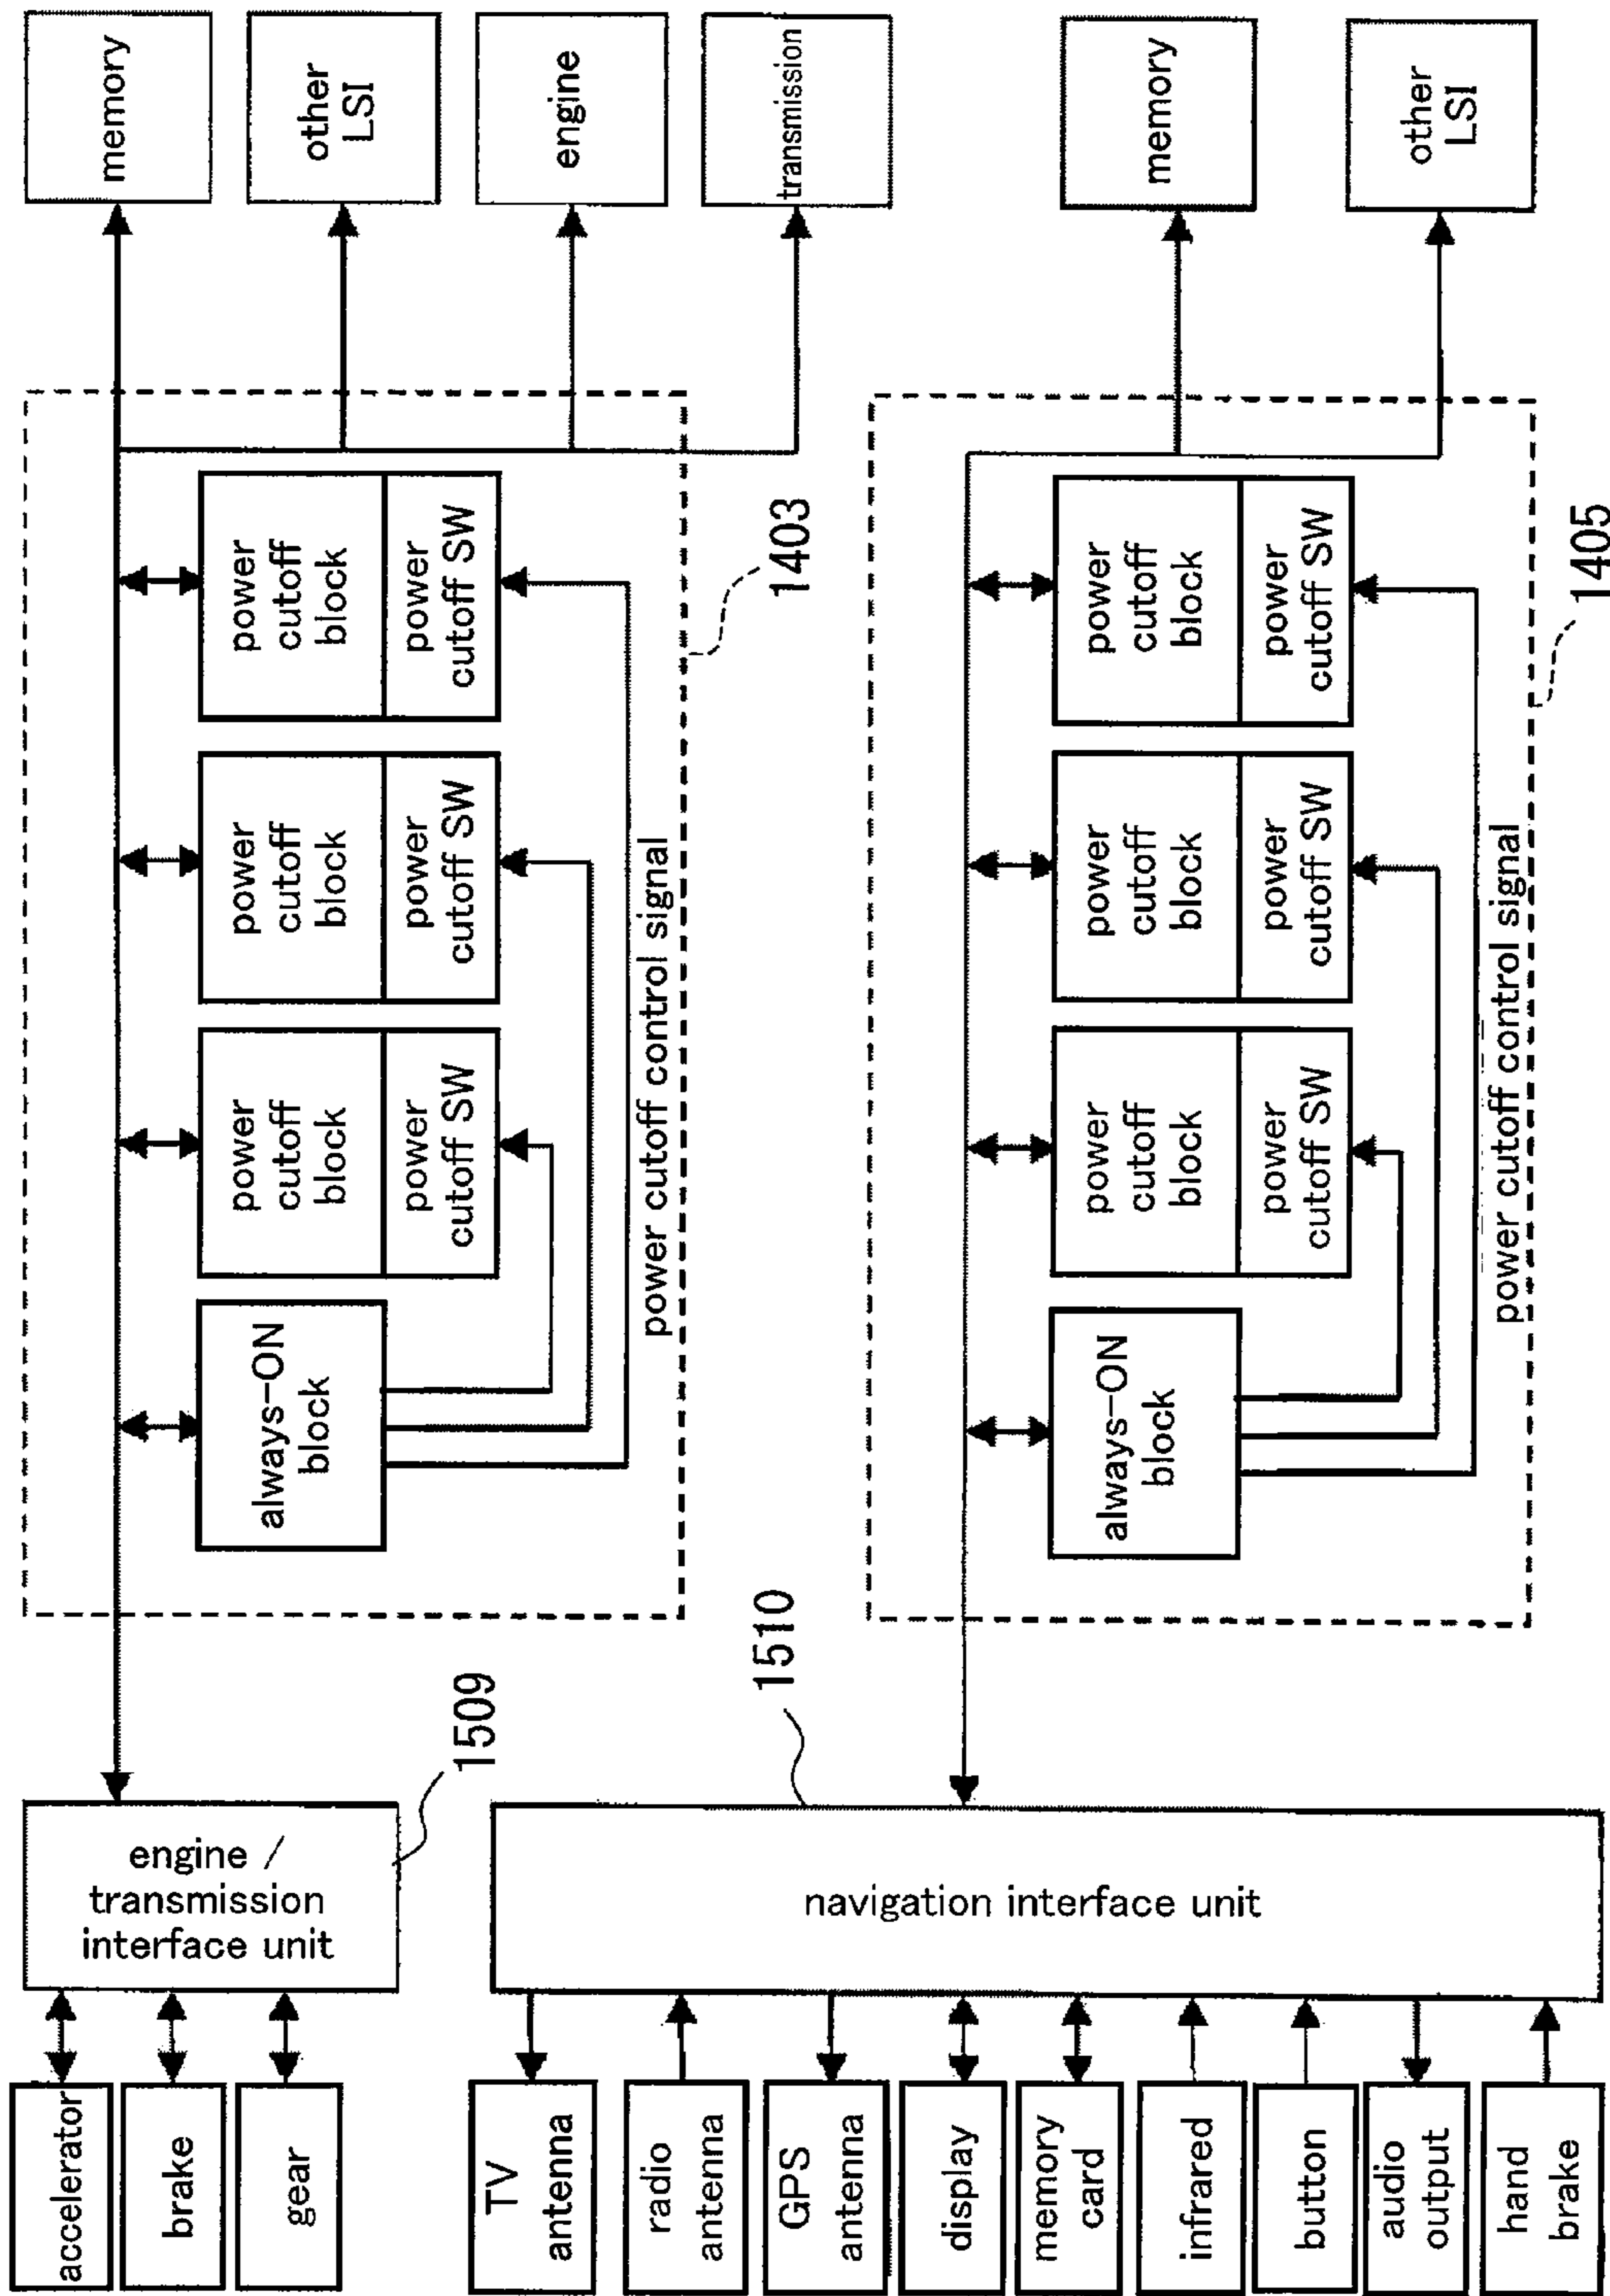 memory
other
LSI
engine
transmission
memory
other
LSI
power
cutoff
block
power
cutoff SW
power
cutoff
block
power
cutoff SW
power
cutoff
block
power
cutoff SW
always-ON
block
power cutoff control signal
1403
power
cutoff
block
power
cutoff SW
power
cutoff
block
power
cutoff SW
power
cutoff
block
power
cutoff SW
always-ON
block
power cutoff control signal
1405
engine /
transmission
interface unit
1509
navigation interface unit
1510
accelerator
brake
gear
TV
antenna
radio
antenna
GPS
antenna
display
memory
card
infrared
button
audio
output
hand
brake